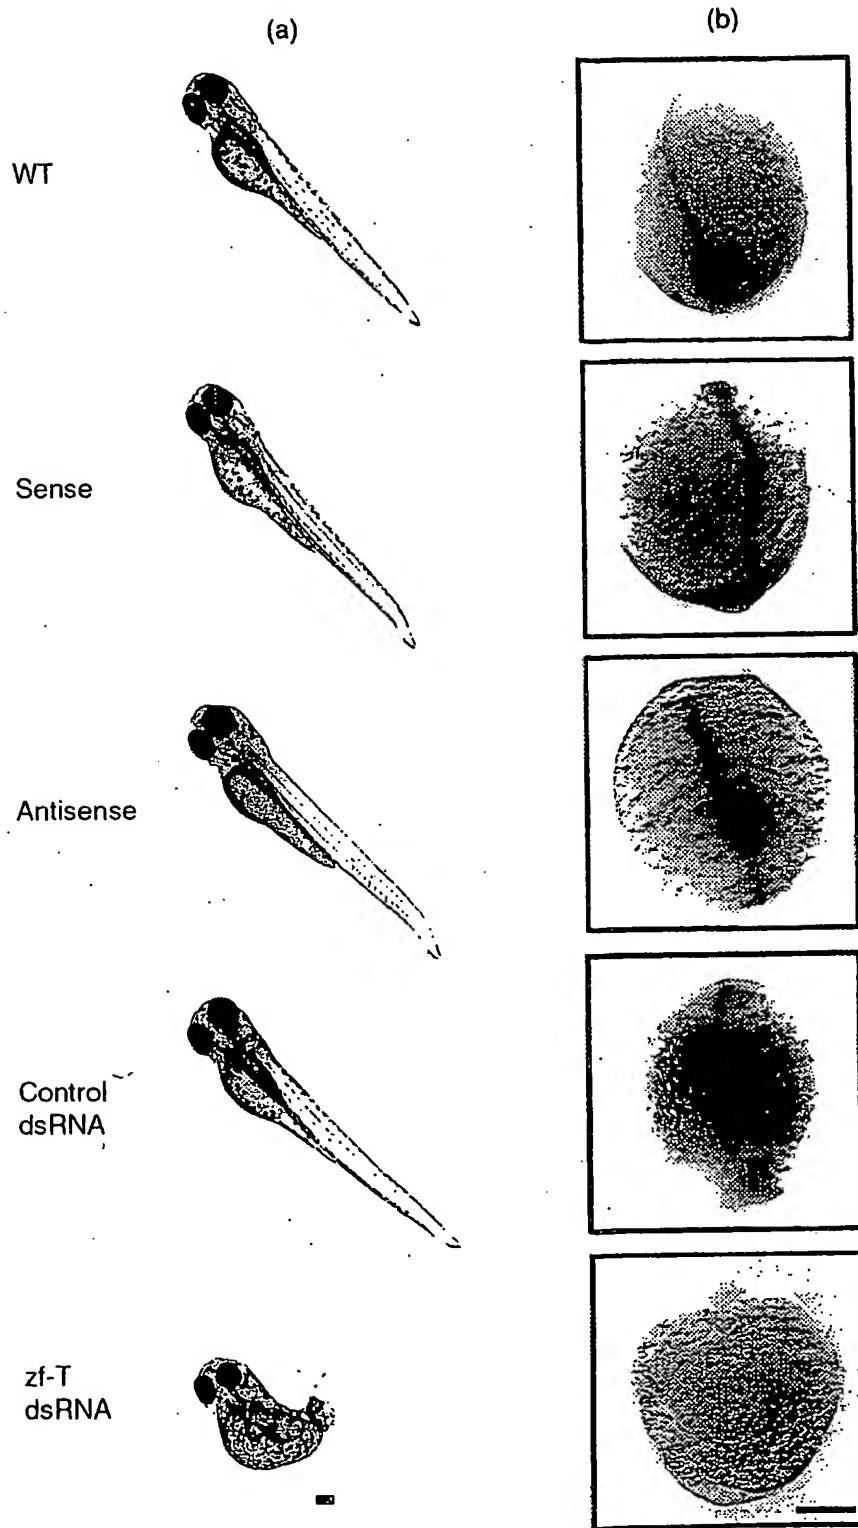 (a)
(b)
WT
Sense
Antisense
Control
dsRNA
zf-T
dsRNA